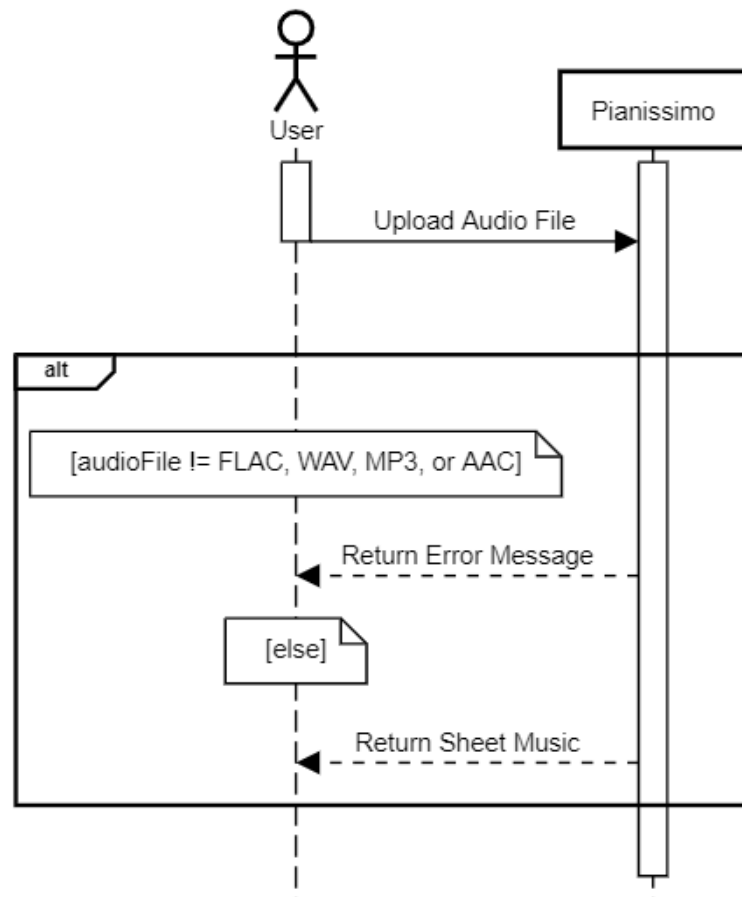 User
Pianissimo
Upload Audio File
alt
[audioFile != FLAC, WAV, MP3, or AAC]
Return Error Message
[else]
Return Sheet Music